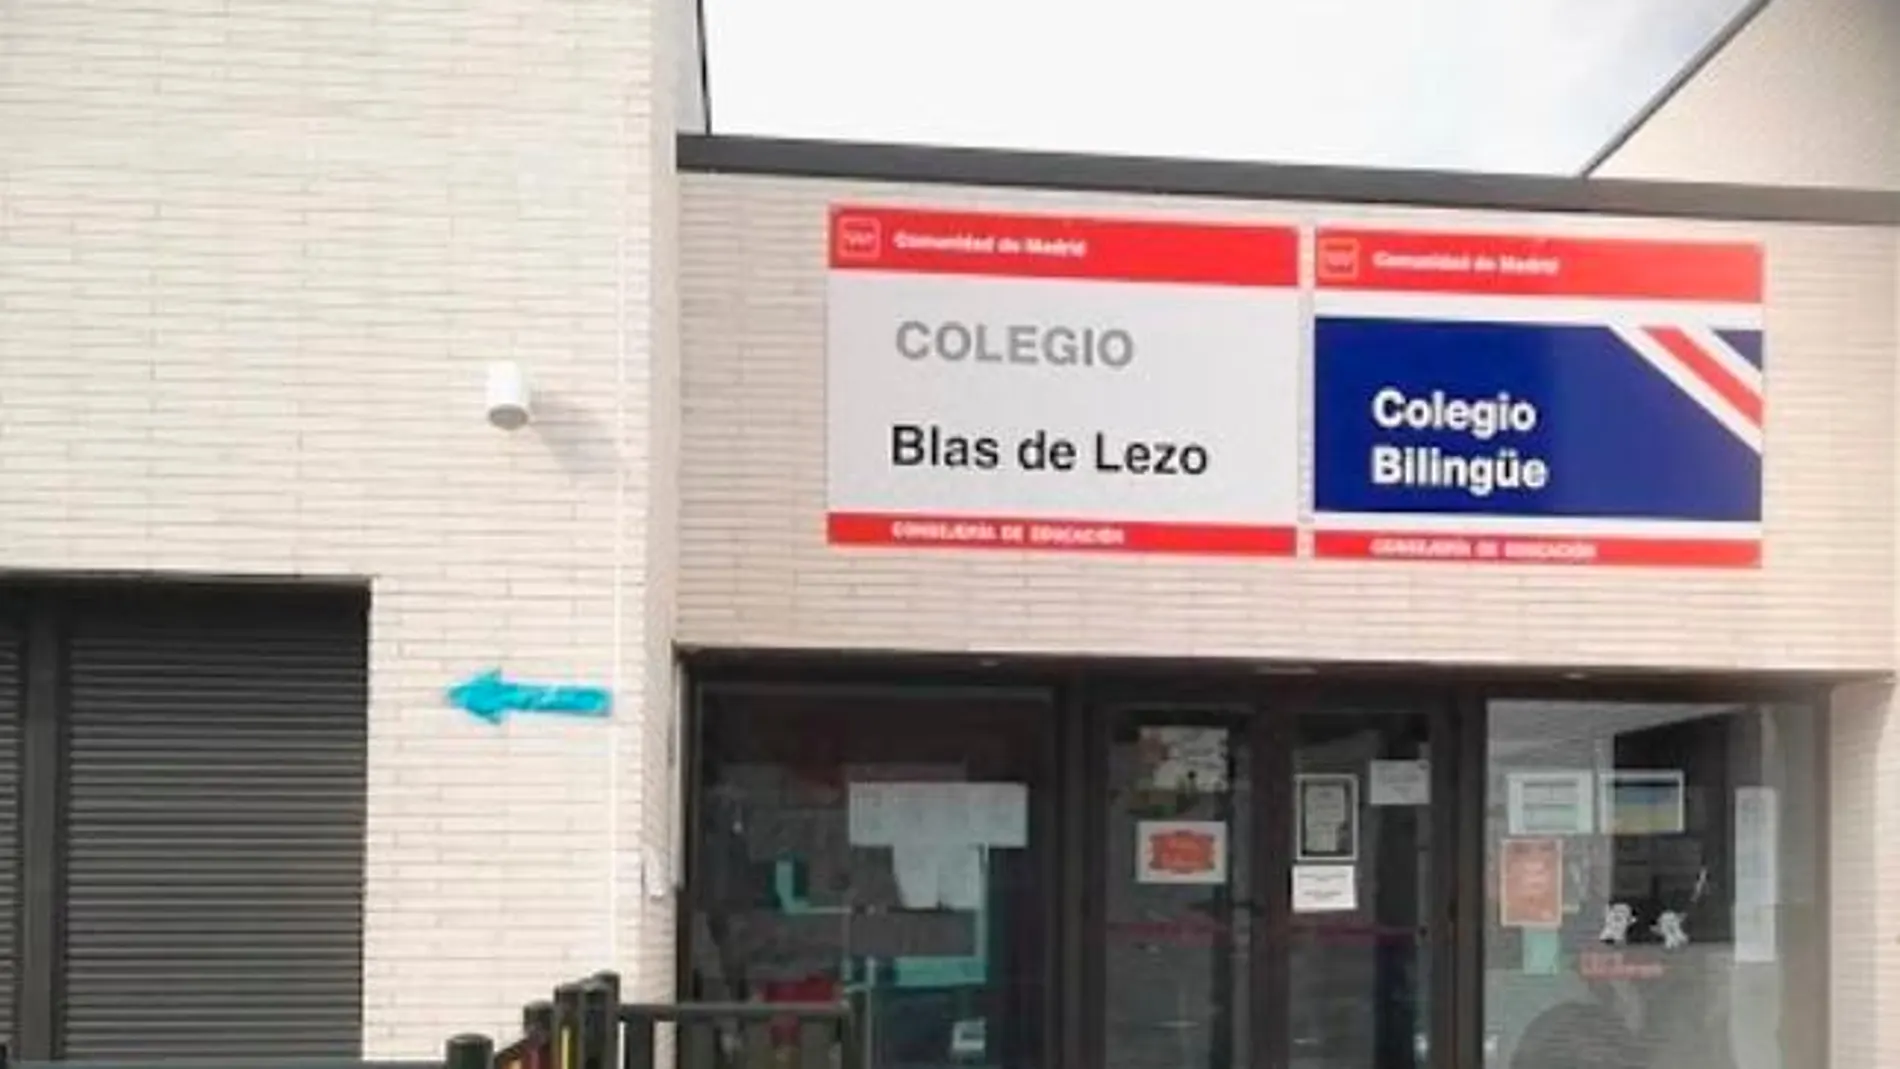 Comunidad de Madrid
COLEGIO
Blas de Lezo
CONSEJERÍA DE EDUCACIÓN
Comunidad de Madrid
Colegio
Bilingüe
CONSEJERÍA DE EDUCACIÓN